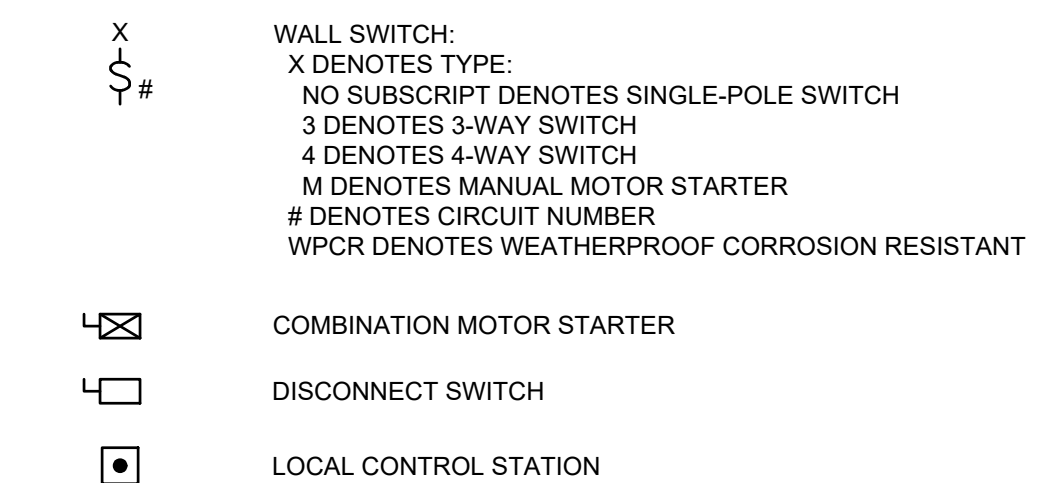 X
$ #
WALL SWITCH:
X DENOTES TYPE:
NO SUBSCRIPT DENOTES SINGLE-POLE SWITCH
3 DENOTES 3-WAY SWITCH
4 DENOTES 4-WAY SWITCH
M DENOTES MANUAL MOTOR STARTER
# DENOTES CIRCUIT NUMBER
WPCR DENOTES WEATHERPROOF CORROSION RESISTANT
COMBINATION MOTOR STARTER
DISCONNECT SWITCH
LOCAL CONTROL STATION